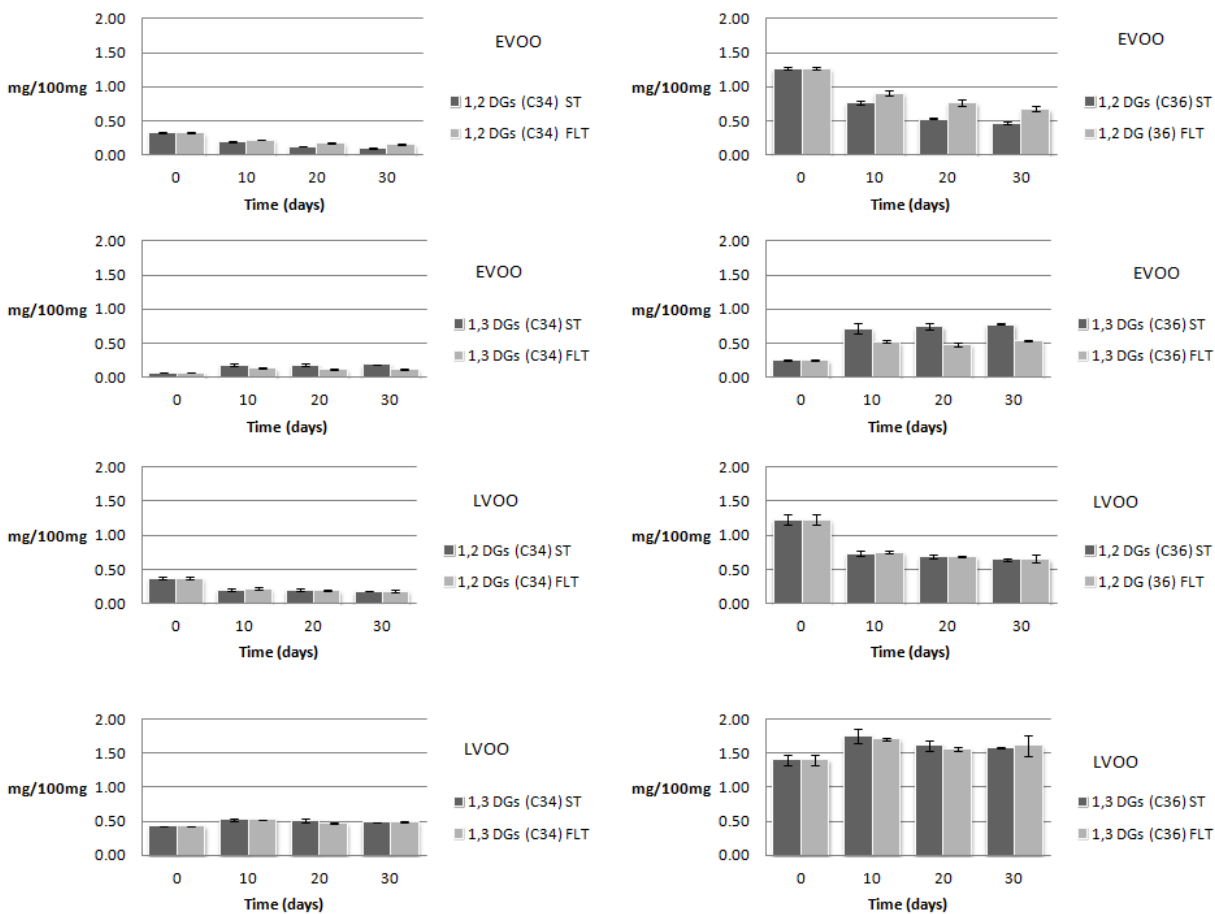 2.00
1.50
1.00
0.50
0.00
mg/100mg
0 10 20 30
Time (days)
EVOO
1,2 DGs (C34) ST
1,2 DGs (C34) FLT
2.00
1.50
1.00
0.50
0.00
mg/100mg
0 10 20 30
Time (days)
EVOO
1,2 DGs (C36) ST
1,2 DG (36) FLT
2.00
1.50
1.00
0.50
0.00
mg/100mg
0 10 20 30
Time (days)
EVOO
1,3 DGs (C34) ST
1,3 DGs (C34) FLT
2.00
1.50
1.00
0.50
0.00
mg/100mg
0 10 20 30
Time (days)
EVOO
1,3 DGs (C36) ST
1,3 DGs (C36) FLT
2.00
1.50
1.00
0.50
0.00
mg/100mg
0 10 20 30
Time (days)
LVOO
1,2 DGs (C34) ST
1,2 DGs (C34) FLT
2.00
1.50
1.00
0.50
0.00
mg/100mg
0 10 20 30
Time (days)
LVOO
1,2 DGs (C36) ST
1,2 DG (36) FLT
2.00
1.50
1.00
0.50
0.00
mg/100mg
0 10 20 30
Time (days)
LVOO
1,3 DGs (C34) ST
1,3 DGs (C34) FLT
2.00
1.50
1.00
0.50
0.00
mg/100mg
0 10 20 30
Time (days)
LVOO
1,3 DGs (C36) ST
1,3 DGs (C36) FLT